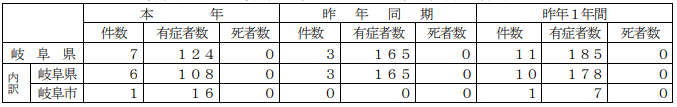 本　　　年 昨　年　同　期 昨年１年間
件数 有症者数 死者数 件数 有症者数 死者数 件数 有症者数 死者数
岐　阜　県 ７ １２４ ０ ３ １６５ ０ １１ １８５ ０
内訳 岐阜県 ６ １０８ ０ ３ １６５ ０ １０ １７８ ０
岐阜市 １ １６ ０ ０ ０ ０ １ ７ ０